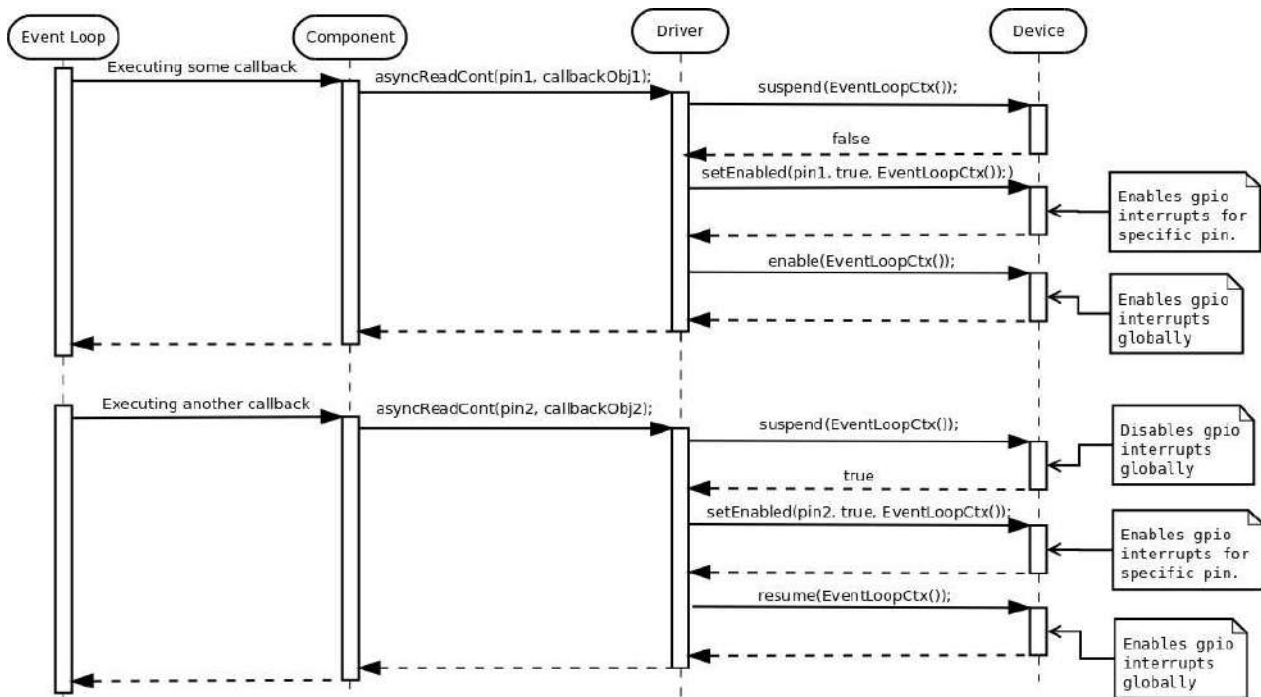 Event Loop
Component
Driver
Device
Executing some callback
asyncReadCont(pin1, callbackObj1);
suspend(EventLoopCtx());
false
setEnabled(pin1, true, EventLoopCtx());)
Enables gpio
interrupts for
specific pin.
enable(EventLoopCtx());
Enables gpio
interrupts
globally
Executing another callback
asyncReadCont(pin2, callbackObj2);
suspend(EventLoopCtx());
Disables gpio
interrupts
globally
true
setEnabled(pin2, true, EventLoopCtx());
Enables gpio
interrupts for
specific pin.
resume(EventLoopCtx());
Enables gpio
interrupts
globally